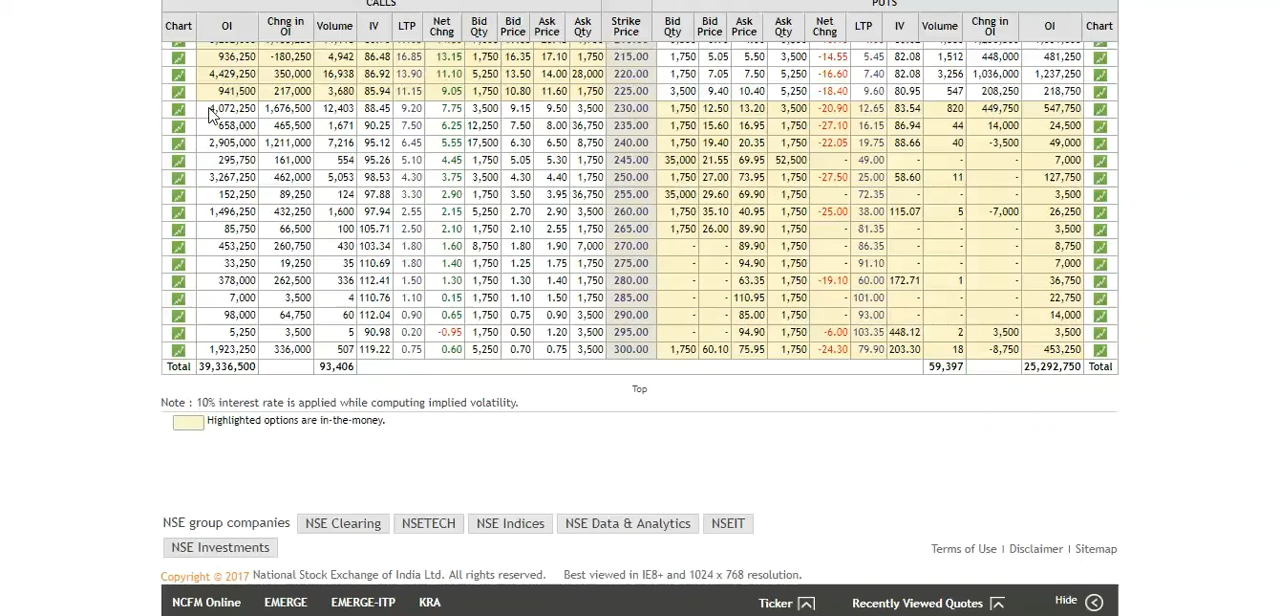 CALLS PUTS
Chart OI Chng in OI Volume IV LTP Net Chng Bid Qty Bid Price Ask Price Ask Qty Strike Price Bid Qty Bid Price Ask Price Ask Qty Net Chng LTP IV Volume Chng in OI OI Chart
936,250 -180,250 4,942 86.48 16.85 13.15 1,750 16.35 17.10 1,750 215.00 1,750 5.05 5.50 3,500 -14.55 5.45 82.08 1,512 448,000 481,250
4,429,250 350,000 16,938 86.92 13.90 11.10 5,250 13.50 14.00 28,000 220.00 1,750 7.05 7.50 5,250 -16.60 7.40 82.08 3,256 1,036,000 1,237,250
941,500 217,000 3,680 85.94 11.15 9.05 1,750 10.80 11.60 1,750 225.00 3,500 9.40 10.40 5,250 -18.40 9.60 80.95 547 208,250 218,750
4,072,250 1,676,500 12,403 88.45 9.20 7.75 3,500 9.15 9.50 3,500 230.00 1,750 12.50 13.20 3,500 -20.90 12.65 83.54 820 449,750 547,750
658,000 465,500 1,671 90.25 7.50 6.25 12,250 7.50 8.00 36,750 235.00 1,750 15.60 16.95 1,750 -27.10 16.15 86.94 44 14,000 24,500
2,905,000 1,211,000 7,216 95.12 6.45 5.55 17,500 6.30 6.50 8,750 240.00 1,750 19.40 20.35 1,750 -22.05 19.75 88.66 40 -3,500 49,000
295,750 161,000 554 95.26 5.10 4.45 1,750 5.05 5.30 1,750 245.00 35,000 21.55 69.95 52,500 - 49.00 - - - 7,000
3,267,250 462,000 5,053 98.53 4.30 3.75 3,500 4.30 4.40 1,750 250.00 1,750 27.00 73.95 1,750 -27.50 25.00 58.60 11 - 127,750
152,250 89,250 124 97.88 3.30 2.90 1,750 3.50 3.95 36,750 255.00 35,000 29.60 69.90 1,750 - 72.35 - - - 3,500
1,496,250 432,250 1,600 97.94 2.55 2.15 5,250 2.70 2.90 3,500 260.00 1,750 35.10 40.95 1,750 -25.00 38.00 115.07 5 -7,000 26,250
85,750 66,500 100 105.71 2.50 2.10 1,750 2.10 2.55 1,750 265.00 1,750 26.00 89.90 1,750 - 81.35 - - - 3,500
453,250 260,750 430 103.34 1.80 1.60 8,750 1.80 1.90 7,000 270.00 - - 89.90 1,750 - 86.35 - - - 8,750
33,250 19,250 35 110.69 1.80 1.40 1,750 1.25 1.75 1,750 275.00 - - 94.90 1,750 - 91.10 - - - 7,000
378,000 262,500 336 112.41 1.50 1.30 1,750 1.30 1.40 1,750 280.00 - - 63.35 1,750 -19.10 60.00 172.71 1 - 36,750
7,000 3,500 4 110.76 1.10 0.15 1,750 1.10 1.50 1,750 285.00 - - 110.95 1,750 - 101.00 - - - 22,750
98,000 64,750 60 112.04 0.90 0.65 1,750 0.75 0.90 3,500 290.00 - - 85.00 1,750 - 93.00 - - - 14,000
5,250 3,500 5 90.98 0.20 -0.95 1,750 0.50 1.20 3,500 295.00 - - 94.90 1,750 -6.00 103.35 448.12 2 3,500 3,500
1,923,250 336,000 507 119.22 0.75 0.60 5,250 0.70 0.75 3,500 300.00 1,750 60.10 75.95 1,750 -24.30 79.90 203.30 18 -8,750 453,250
Total 39,336,500 93,406 59,397 25,292,750 Total
Top
Note : 10% interest rate is applied while computing implied volatility.
Highlighted options are in-the-money.
NSE group companies NSE Clearing NSETECH NSE Indices NSE Data & Analytics NSEIT
NSE Investments
Terms of Use | Disclaimer | Sitemap
Copyright © 2017 National Stock Exchange of India Ltd. All rights reserved. Best viewed in IE8+ and 1024 x 768 resolution.
NCFM Online EMERGE EMERGE-ITP KRA Ticker Recently Viewed Quotes Hide